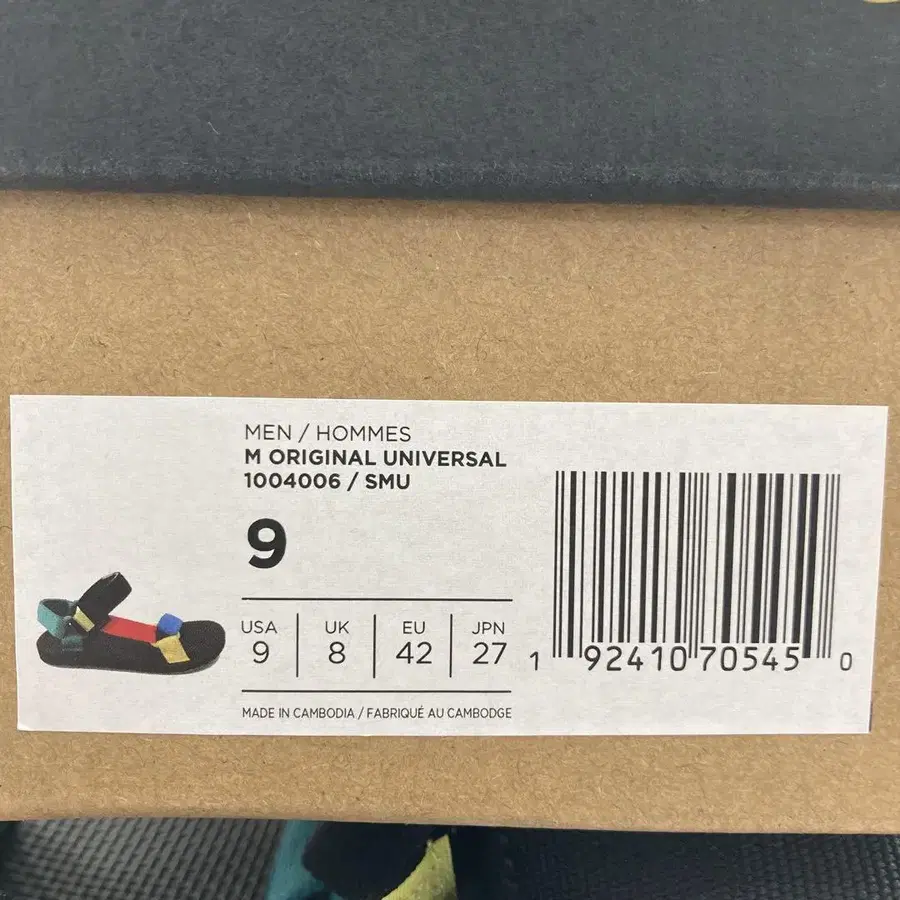 MEN / HOMMES
M ORIGINAL UNIVERSAL
1004006 / SMU
9
USA UK EU JPN
9 8 42 27
1 92410 70545 0
MADE IN CAMBODIA / FABRIQUÉ AU CAMBODGE